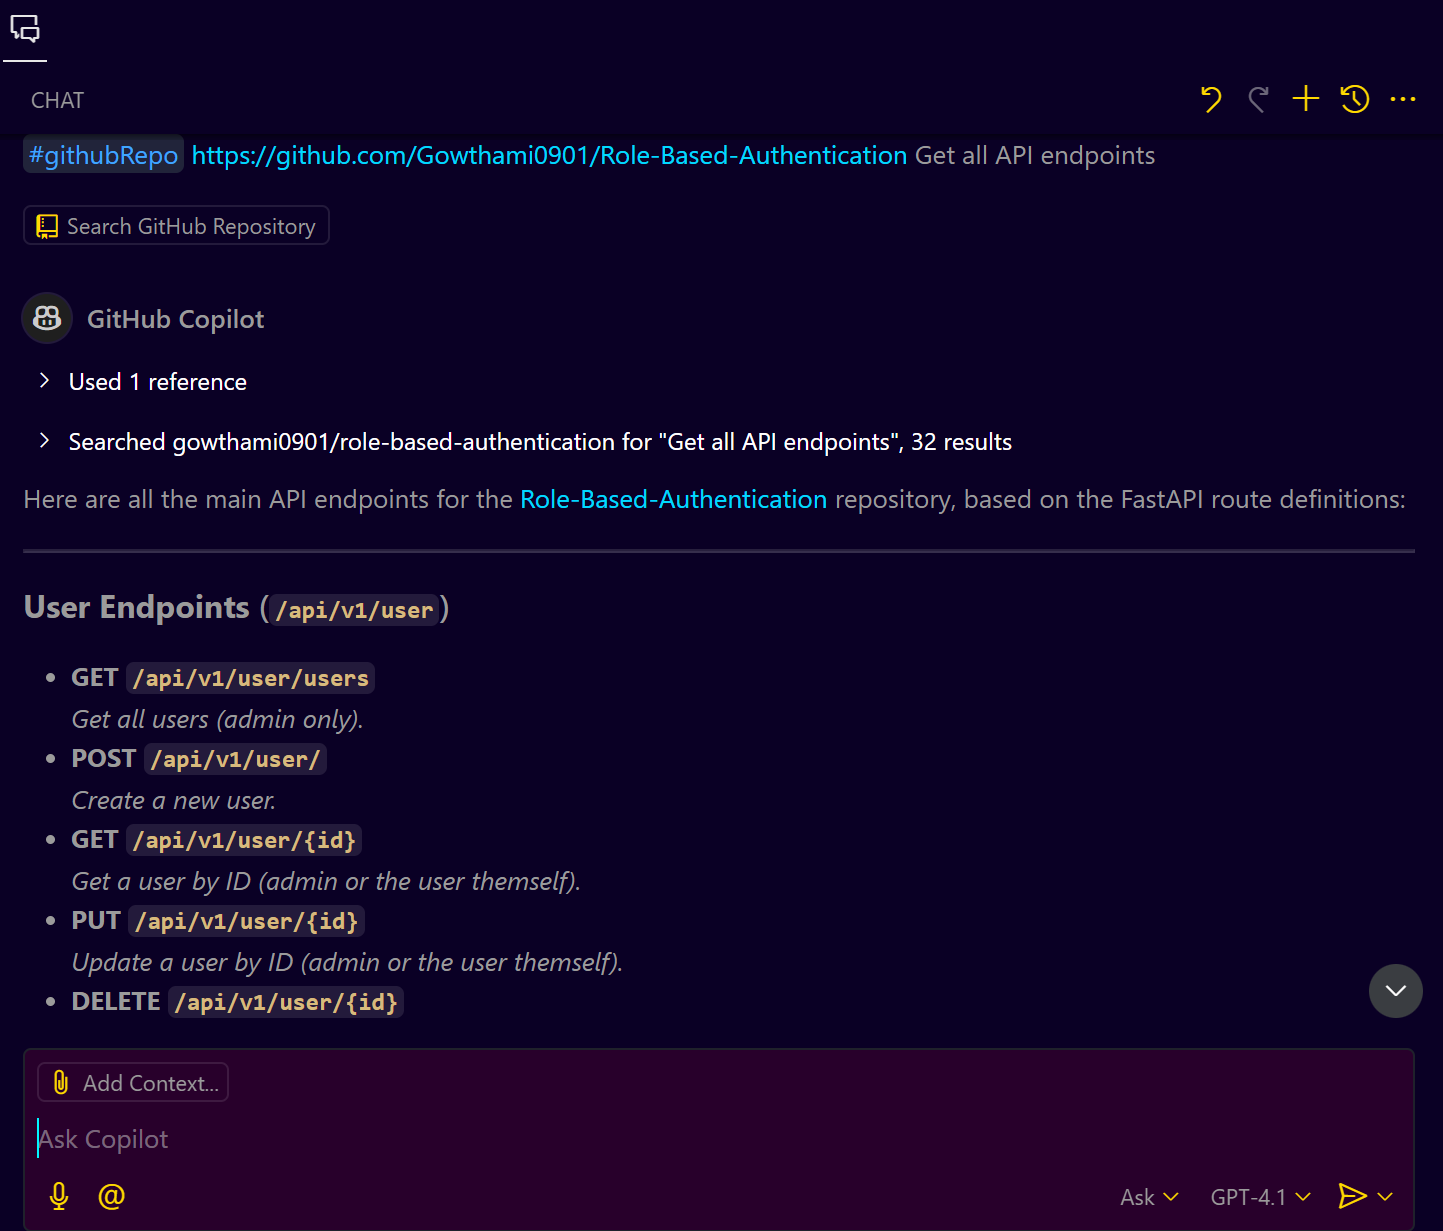 CHAT
#githubRepo https://github.com/Gowthami0901/Role-Based-Authentication Get all API endpoints
Search GitHub Repository
GitHub Copilot
Used 1 reference
Searched gowthami0901/role-based-authentication for "Get all API endpoints", 32 results
Here are all the main API endpoints for the Role-Based-Authentication repository, based on the FastAPI route definitions:
User Endpoints (/api/v1/user)
• GET /api/v1/user/users
Get all users (admin only).
• POST /api/v1/user/
Create a new user.
• GET /api/v1/user/{id}
Get a user by ID (admin or the user themself).
• PUT /api/v1/user/{id}
Update a user by ID (admin or the user themself).
• DELETE /api/v1/user/{id}
Add Context...
Ask Copilot
@ Ask GPT-4.1